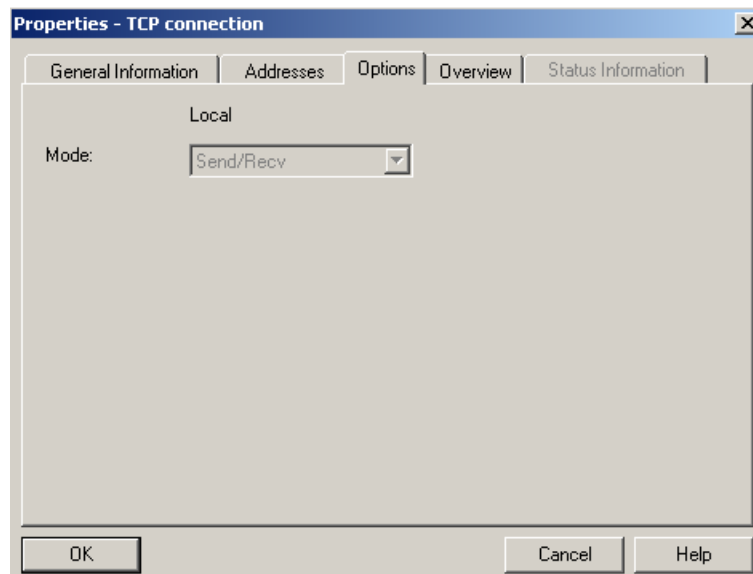 Properties - TCP connection
General Information Addresses Options Overview Status Information
Local
Mode: Send/Recv
OK Cancel Help